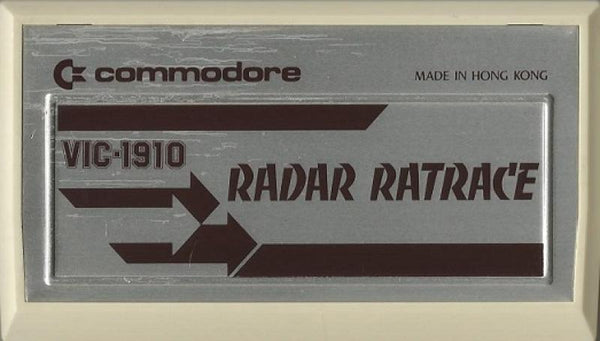 commodore
MADE IN HONG KONG
VIC-1910
RADAR RATRACE